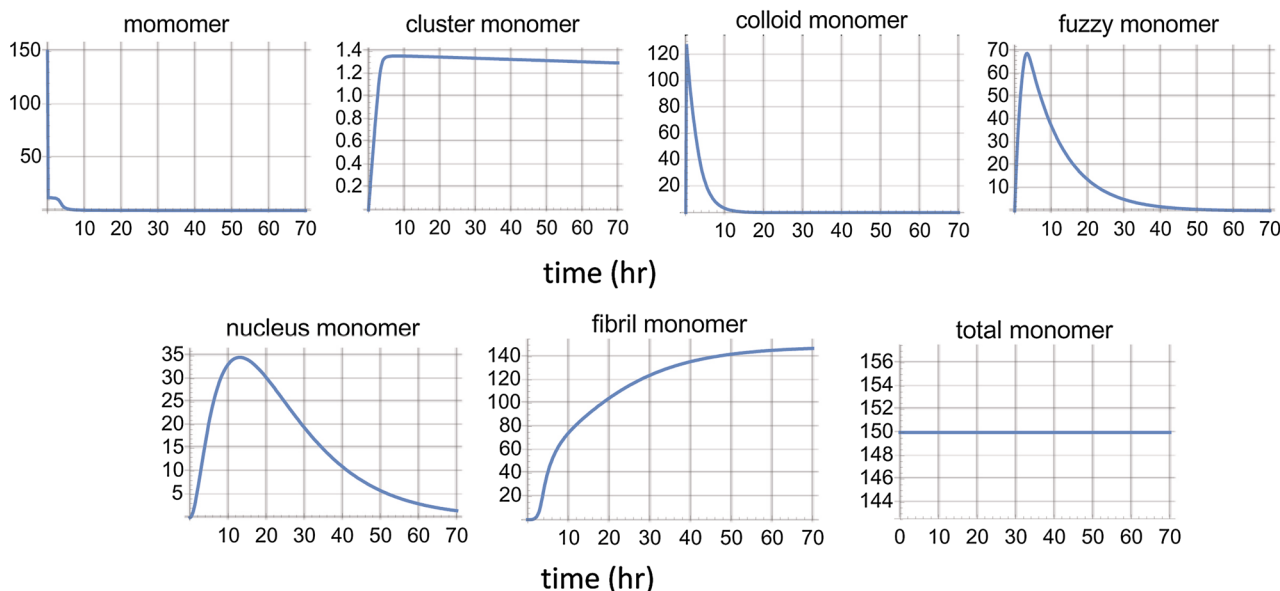 momomer
cluster monomer
colloid monomer
fuzzy monomer
150
100
50
10 20 30 40 50 60 70
1.4
1.2
1.0
0.8
0.6
0.4
0.2
0 10 20 30 40 50 60 70
120
100
80
60
40
20
10 20 30 40 50 60 70
70
60
50
40
30
20
10
10 20 30 40 50 60 70
time (hr)
nucleus monomer
fibril monomer
total monomer
35
30
25
20
15
10
5
10 20 30 40 50 60 70
140
120
100
80
60
40
20
10 20 30 40 50 60 70
156
154
152
150
148
146
144
0 10 20 30 40 50 60 70
time (hr)